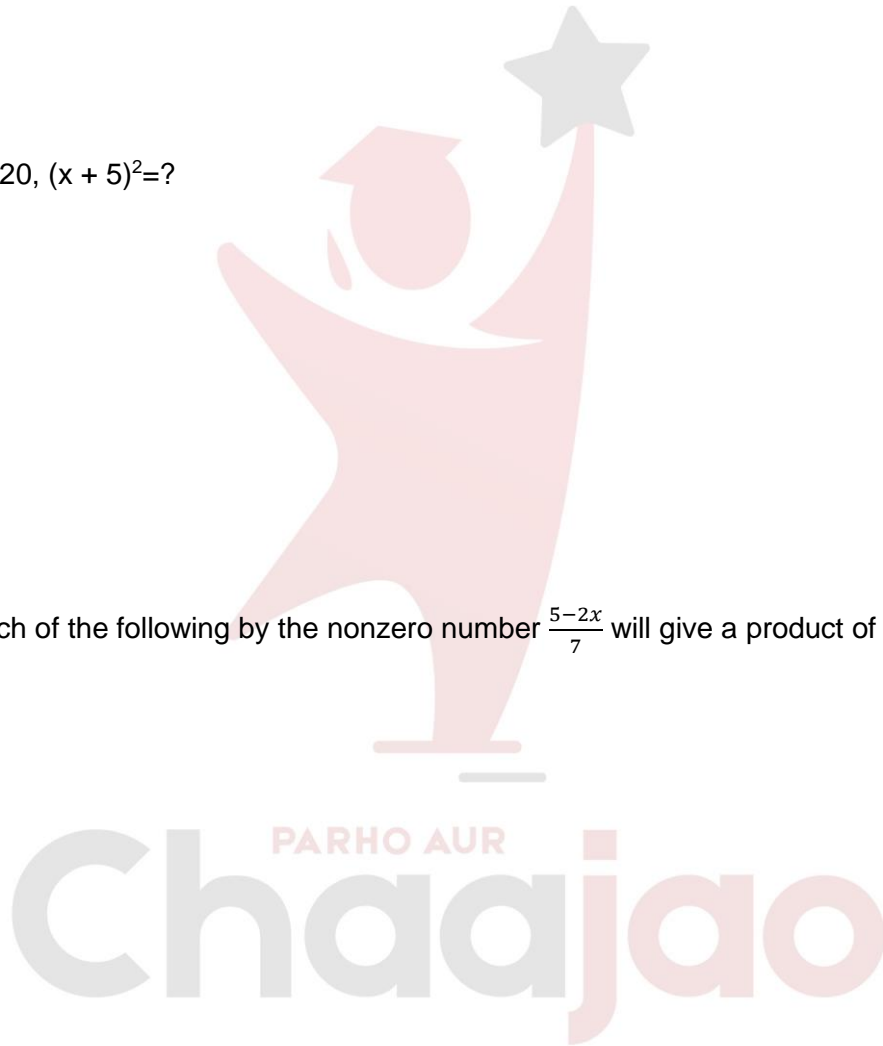 20, (x + 5)²=?
ch of the following by the nonzero number (5−2x)/7 will give a product of
PARHO AUR
Chaajao